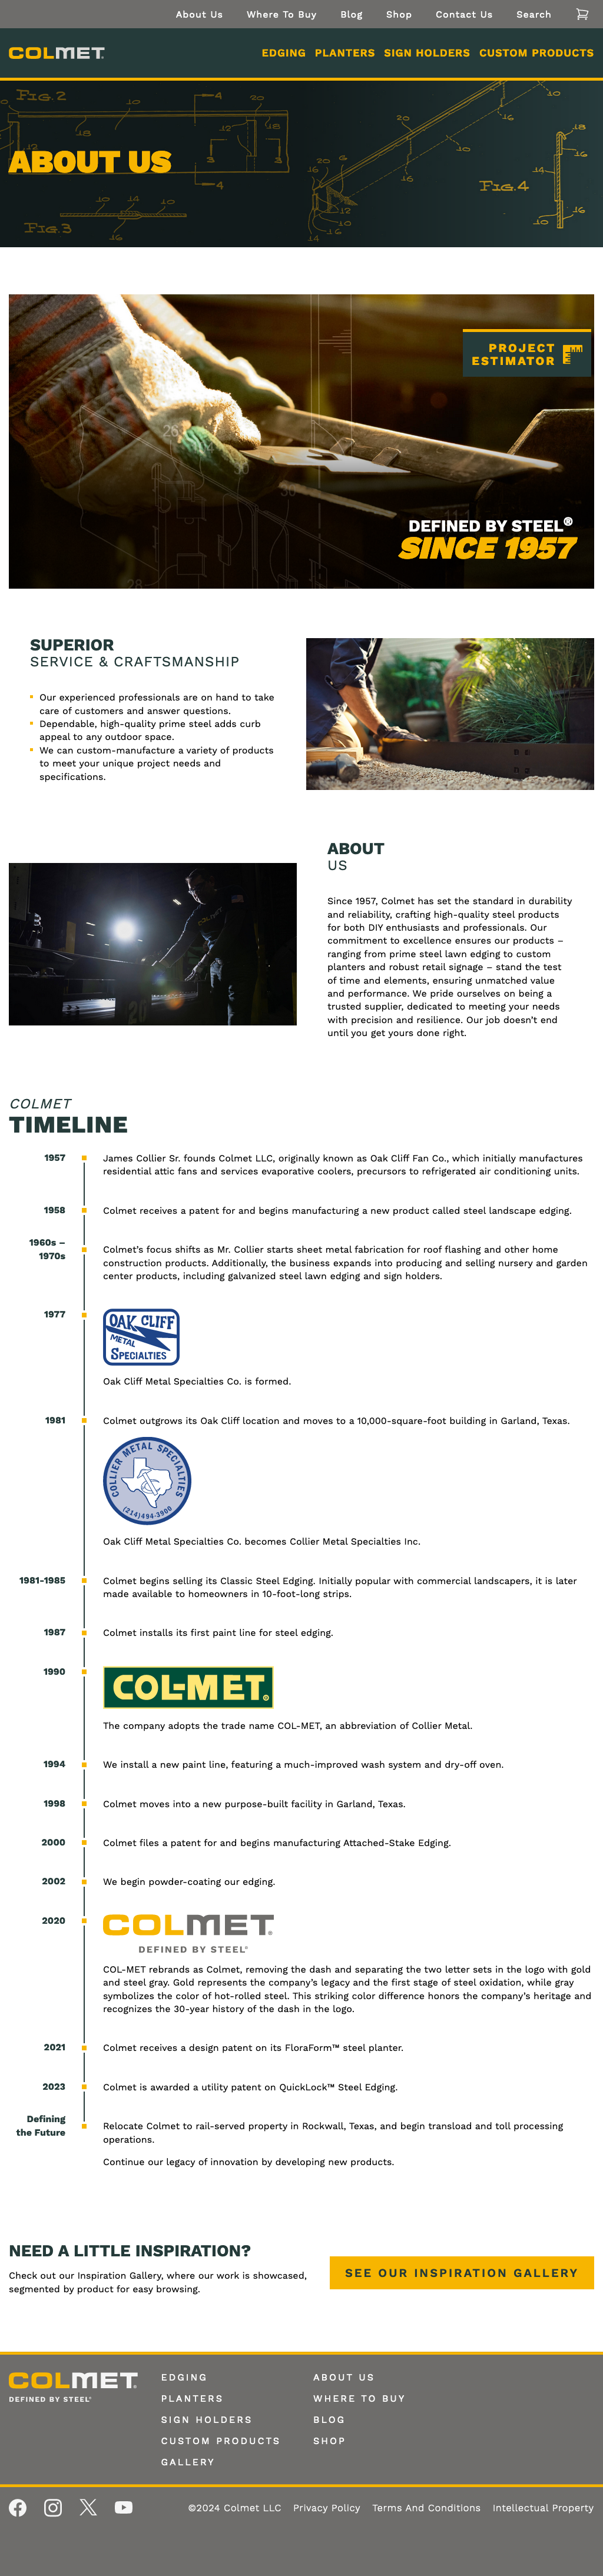 About Us Where To Buy Blog Shop Contact Us Search
COLMET
EDGING PLANTERS SIGN HOLDERS CUSTOM PRODUCTS
ABOUT US
PROJECT
ESTIMATOR
DEFINED BY STEEL®
SINCE 1957
SUPERIOR
SERVICE & CRAFTSMANSHIP
Our experienced professionals are on hand to take
care of customers and answer questions.
Dependable, high-quality prime steel adds curb
appeal to any outdoor space.
We can custom-manufacture a variety of products
to meet your unique project needs and
specifications.
ABOUT
US
Since 1957, Colmet has set the standard in durability
and reliability, crafting high-quality steel products
for both DIY enthusiasts and professionals. Our
commitment to excellence ensures our products –
ranging from prime steel lawn edging to custom
planters and robust retail signage – stand the test
of time and elements, ensuring unmatched value
and performance. We pride ourselves on being a
trusted supplier, dedicated to meeting your needs
with precision and resilience. Our job doesn’t end
until you get yours done right.
COLMET
TIMELINE
1957
James Collier Sr. founds Colmet LLC, originally known as Oak Cliff Fan Co., which initially manufactures
residential attic fans and services evaporative coolers, precursors to refrigerated air conditioning units.
1958
Colmet receives a patent for and begins manufacturing a new product called steel landscape edging.
1960s –
1970s
Colmet’s focus shifts as Mr. Collier starts sheet metal fabrication for roof flashing and other home
construction products. Additionally, the business expands into producing and selling nursery and garden
center products, including galvanized steel lawn edging and sign holders.
1977
OAK CLIFF
METAL
SPECIALTIES
Oak Cliff Metal Specialties Co. is formed.
1981
Colmet outgrows its Oak Cliff location and moves to a 10,000-square-foot building in Garland, Texas.
COLLIER METAL SPECIALTIES
(214)494-3900
Oak Cliff Metal Specialties Co. becomes Collier Metal Specialties Inc.
1981-1985
Colmet begins selling its Classic Steel Edging. Initially popular with commercial landscapers, it is later
made available to homeowners in 10-foot-long strips.
1987
Colmet installs its first paint line for steel edging.
1990
COL-MET®
The company adopts the trade name COL-MET, an abbreviation of Collier Metal.
1994
We install a new paint line, featuring a much-improved wash system and dry-off oven.
1998
Colmet moves into a new purpose-built facility in Garland, Texas.
2000
Colmet files a patent for and begins manufacturing Attached-Stake Edging.
2002
We begin powder-coating our edging.
2020
COLMET®
DEFINED BY STEEL®
COL-MET rebrands as Colmet, removing the dash and separating the two letter sets in the logo with gold
and steel gray. Gold represents the company’s legacy and the first stage of steel oxidation, while gray
symbolizes the color of hot-rolled steel. This striking color difference honors the company’s heritage and
recognizes the 30-year history of the dash in the logo.
2021
Colmet receives a design patent on its FloraForm™ steel planter.
2023
Colmet is awarded a utility patent on QuickLock™ Steel Edging.
Defining
the Future
Relocate Colmet to rail-served property in Rockwall, Texas, and begin transload and toll processing
operations.
Continue our legacy of innovation by developing new products.
NEED A LITTLE INSPIRATION?
Check out our Inspiration Gallery, where our work is showcased,
segmented by product for easy browsing.
SEE OUR INSPIRATION GALLERY
COLMET
DEFINED BY STEEL®
EDGING
PLANTERS
SIGN HOLDERS
CUSTOM PRODUCTS
GALLERY
ABOUT US
WHERE TO BUY
BLOG
SHOP
©2024 Colmet LLC Privacy Policy Terms And Conditions Intellectual Property